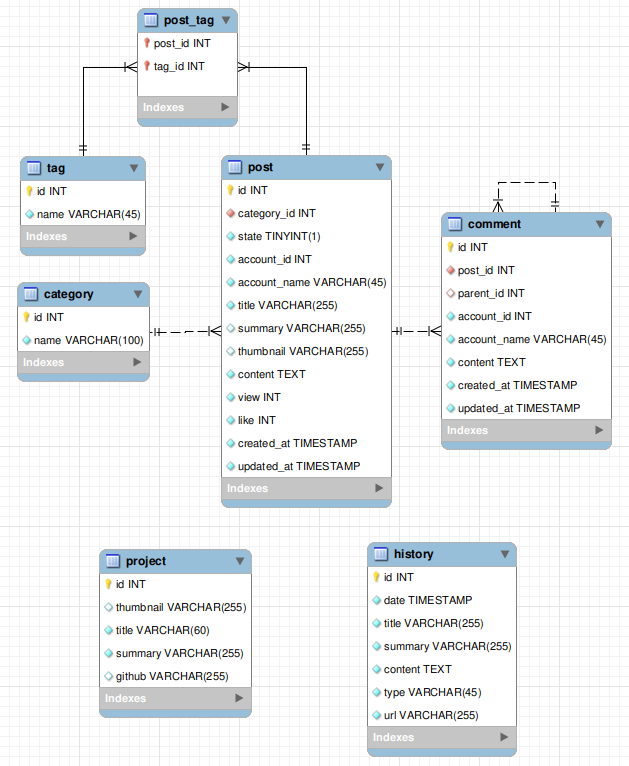 post_tag
post_id INT
tag_id INT
Indexes
tag
id INT
name VARCHAR(45)
Indexes
category
id INT
name VARCHAR(100)
Indexes
post
id INT
category_id INT
state TINYINT(1)
account_id INT
account_name VARCHAR(45)
title VARCHAR(255)
summary VARCHAR(255)
thumbnail VARCHAR(255)
content TEXT
view INT
like INT
created_at TIMESTAMP
updated_at TIMESTAMP
Indexes
comment
id INT
post_id INT
parent_id INT
account_id INT
account_name VARCHAR(45)
content TEXT
created_at TIMESTAMP
updated_at TIMESTAMP
Indexes
project
id INT
thumbnail VARCHAR(255)
title VARCHAR(60)
summary VARCHAR(255)
github VARCHAR(255)
Indexes
history
id INT
date TIMESTAMP
title VARCHAR(255)
summary VARCHAR(255)
content TEXT
type VARCHAR(45)
url VARCHAR(255)
Indexes